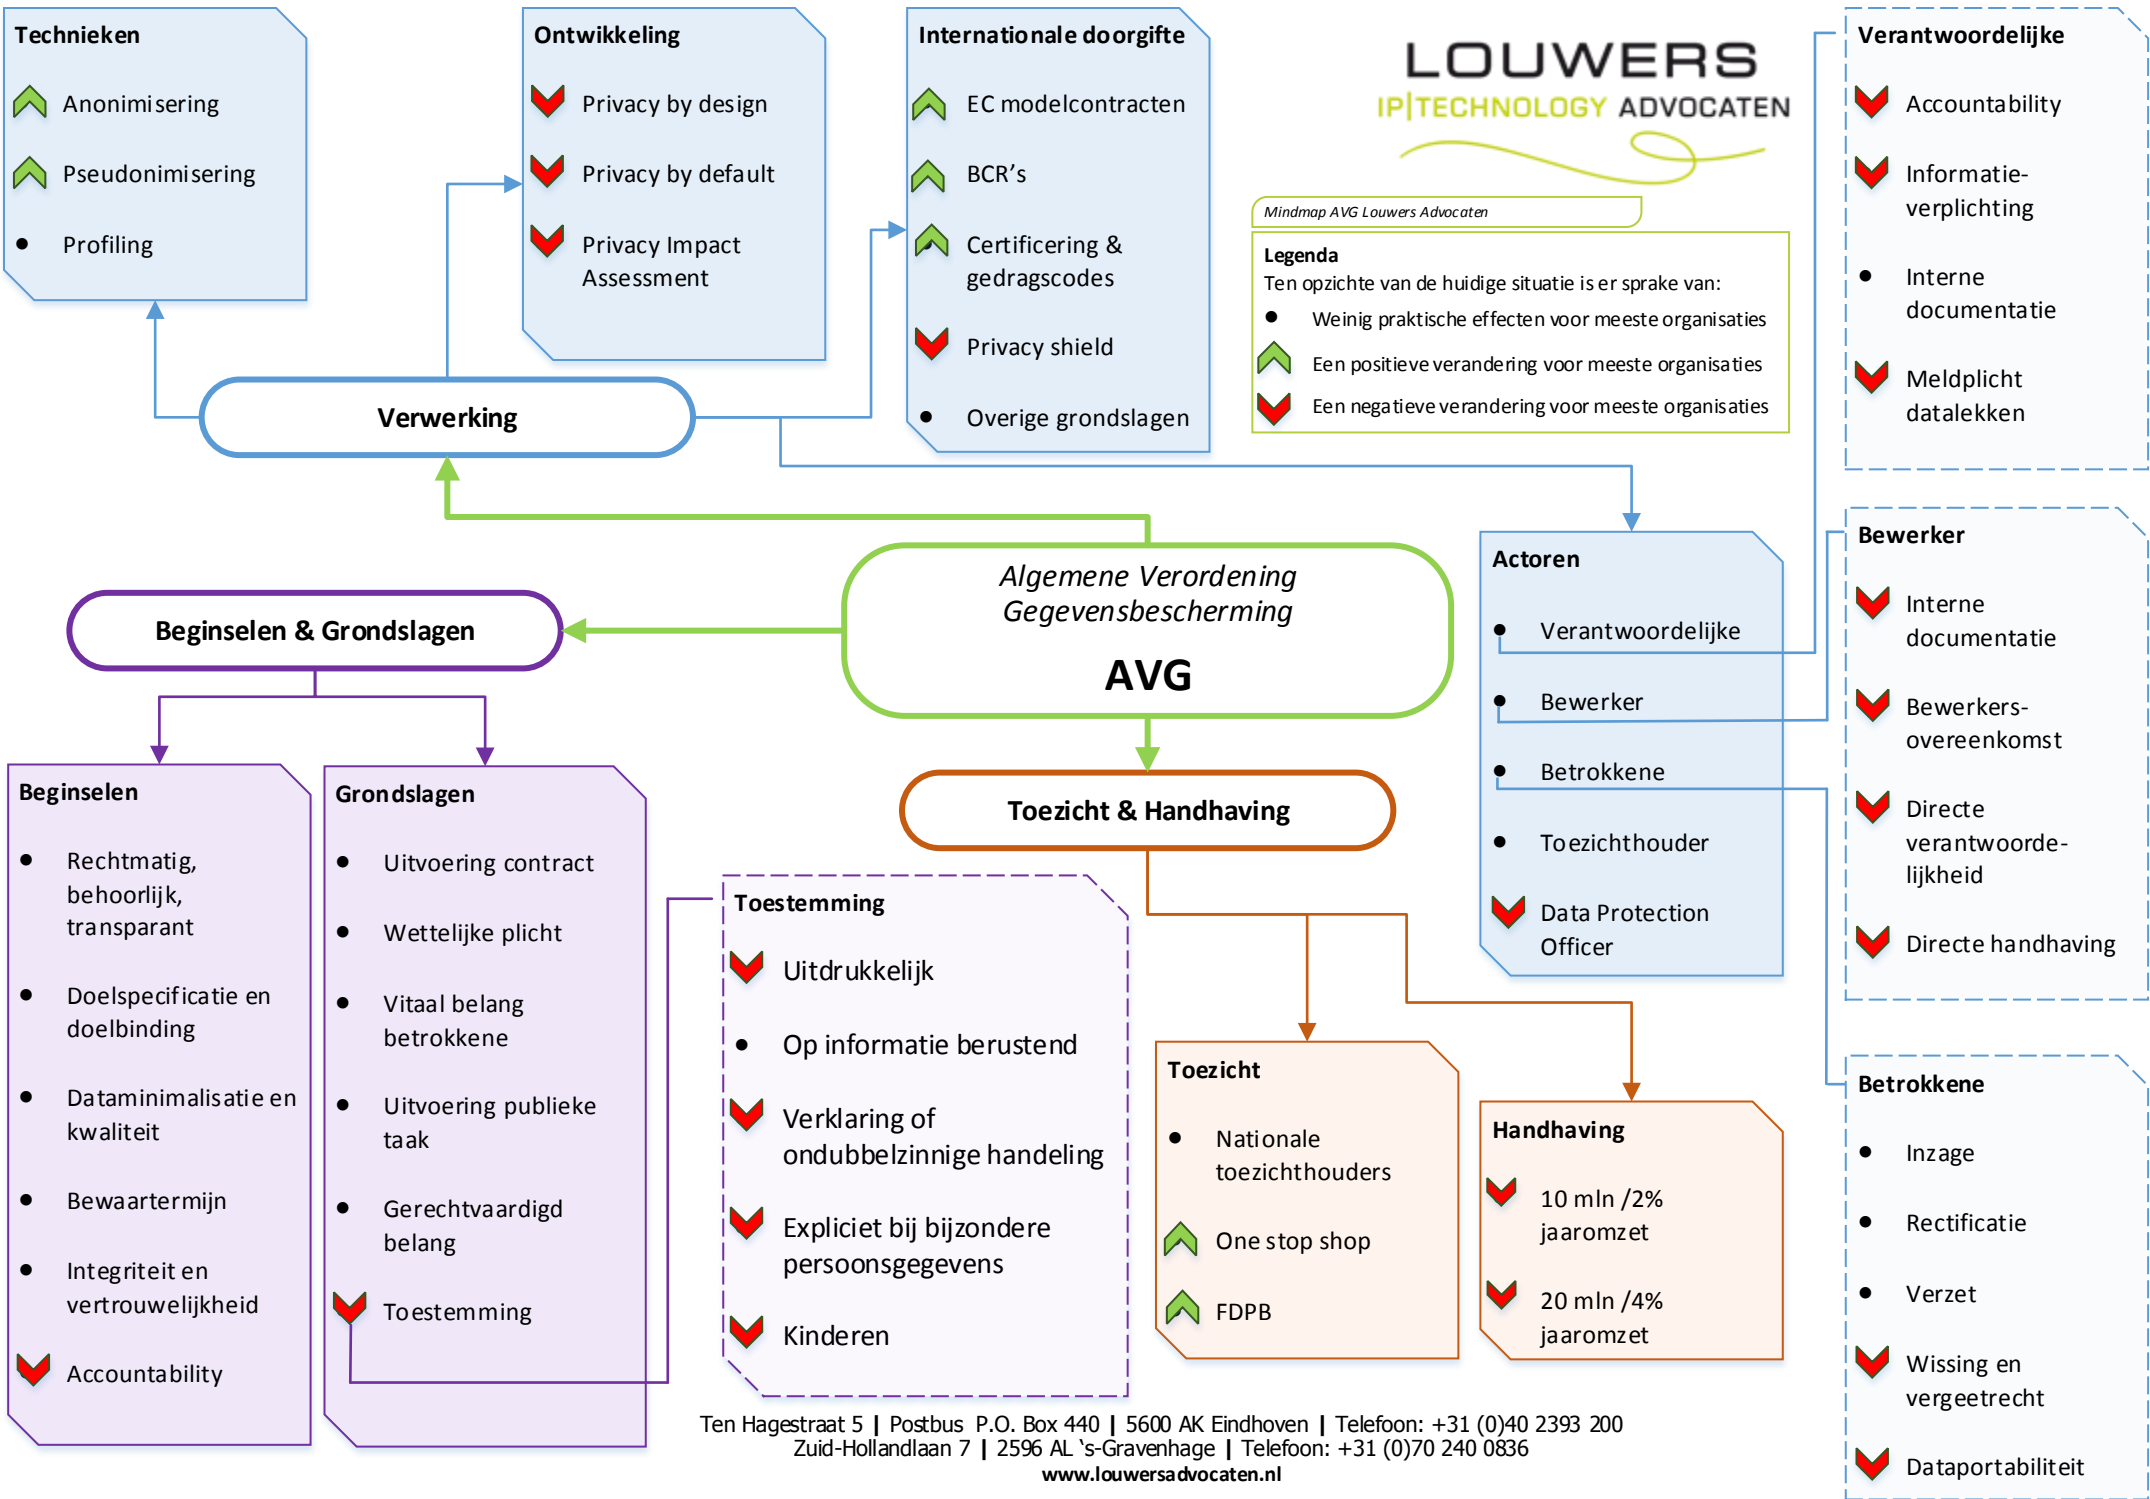 Technieken
Anonimisering
Pseudonimisering
• Profiling
Ontwikkeling
Privacy by design
Privacy by default
Privacy Impact
Assessment
Internationale doorgifte
EC modelcontracten
BCR's
Certificering &
gedragscodes
Privacy shield
• Overige grondslagen
LOUWERS
IP|TECHNOLOGY ADVOCATEN
Mindmap AVG Louwers Advocaten
Legenda
Ten opzichte van de huidige situatie is er sprake van:
• Weinig praktische effecten voor meeste organisaties
Een positieve verandering voor meeste organisaties
Een negatieve verandering voor meeste organisaties
Verantwoordelijke
Accountability
Informatie-
verplichting
• Interne
documentatie
Meldplicht
datalekken
Verwerking
Algemene Verordening
Gegevensbescherming
AVG
Beginselen & Grondslagen
Toezicht & Handhaving
Actoren
• Verantwoordelijke
• Bewerker
• Betrokkene
• Toezichthouder
Data Protection
Officer
Bewerker
Interne
documentatie
Bewerkers-
overeenkomst
Directe
verantwoorde-
lijkheid
Directe handhaving
Beginselen
• Rechtmatig,
behoorlijk,
transparant
• Doelspecificatie en
doelbinding
• Dataminimalisatie en
kwaliteit
• Bewaartermijn
• Integriteit en
vertrouwelijkheid
Accountability
Grondslagen
• Uitvoering contract
• Wettelijke plicht
• Vitaal belang
betrokkene
• Uitvoering publieke
taak
• Gerechtvaardigd
belang
Toestemming
Toestemming
Uitdrukkelijk
• Op informatie berustend
Verklaring of
ondubbelzinnige handeling
Expliciet bij bijzondere
persoonsgegevens
Kinderen
Toezicht
• Nationale
toezichthouders
One stop shop
FDPB
Handhaving
10 mln /2%
jaaromzet
20 mln /4%
jaaromzet
Betrokkene
• Inzage
• Rectificatie
• Verzet
Wissing en
vergeetrecht
Dataportabiliteit
Ten Hagestraat 5 | Postbus P.O. Box 440 | 5600 AK Eindhoven | Telefoon: +31 (0)40 2393 200
Zuid-Hollandlaan 7 | 2596 AL 's-Gravenhage | Telefoon: +31 (0)70 240 0836
www.louwersadvocaten.nl